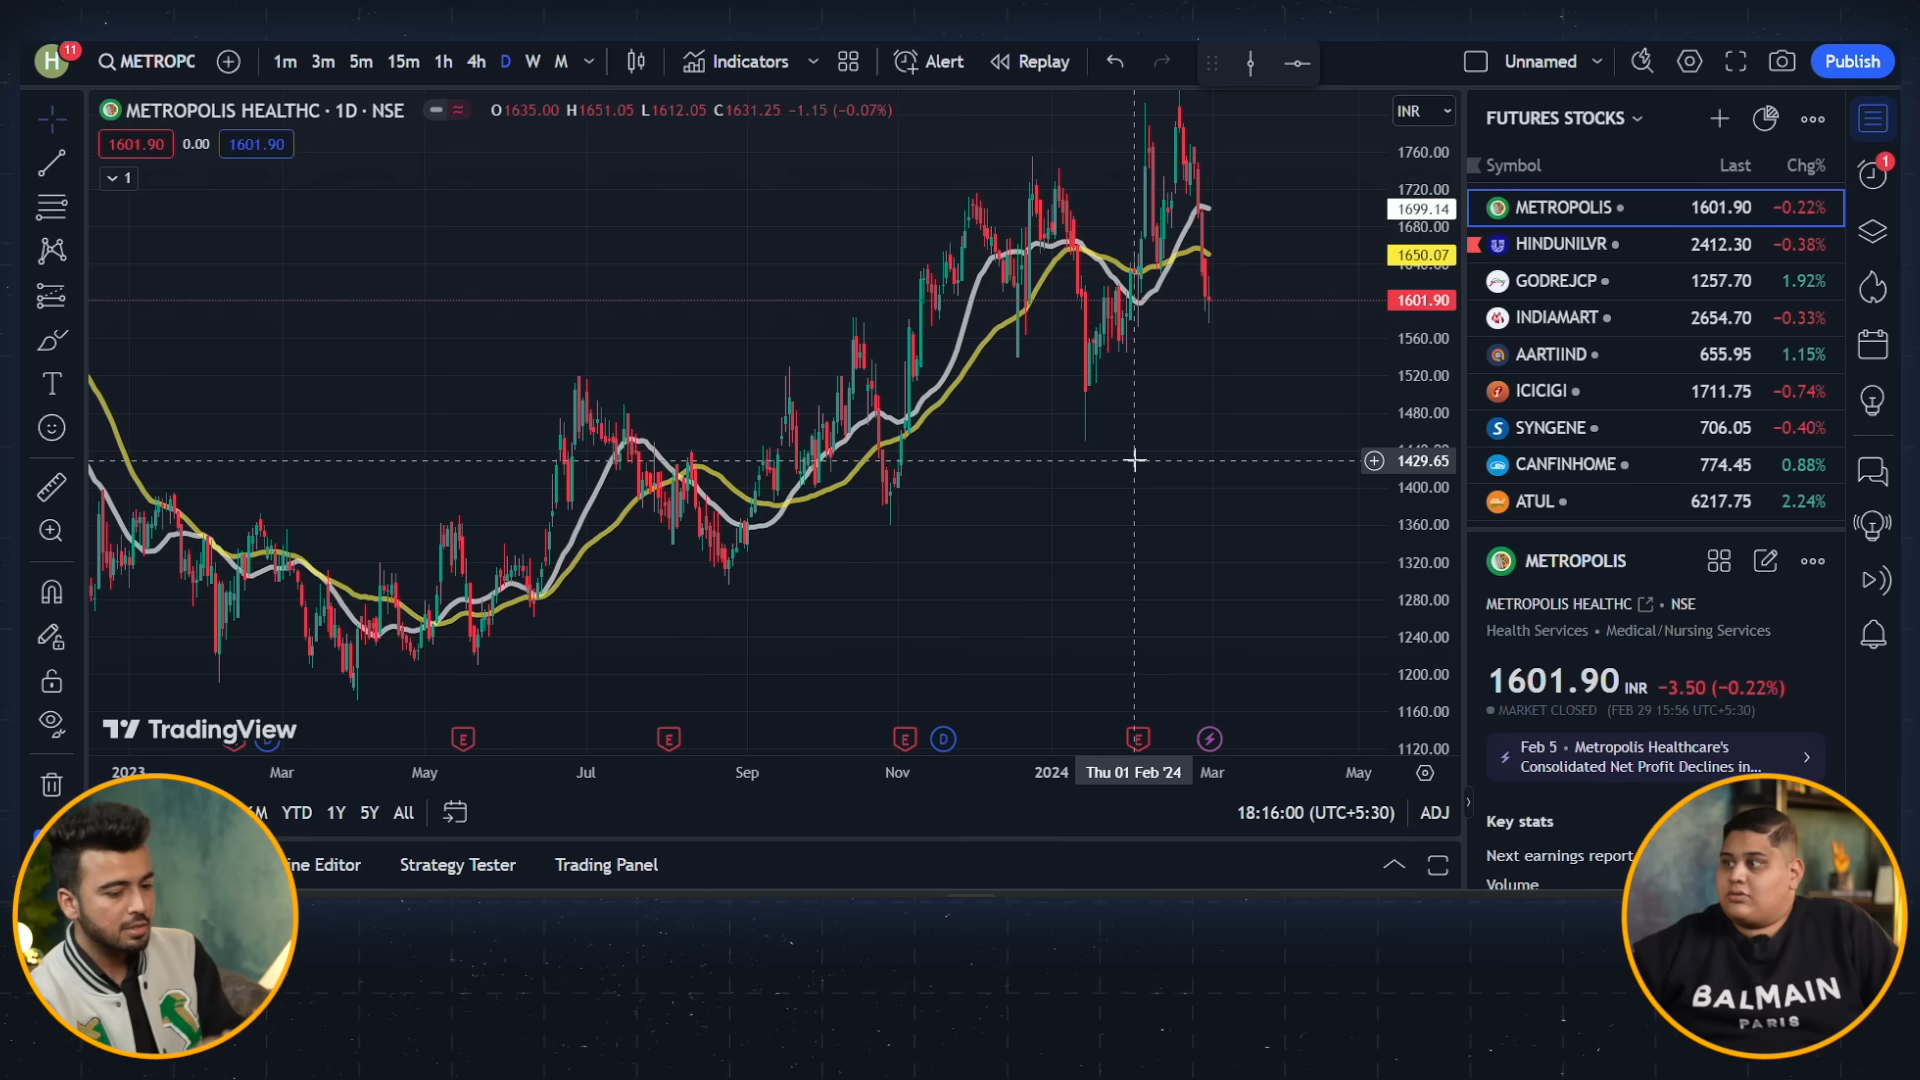 H 11 METROPC 1m 3m 5m 15m 1h 4h D W M Indicators Alert Replay Unnamed Publish
METROPOLIS HEALTHC · 1D · NSE O1635.00 H1651.05 L1612.05 C1631.25 −1.15 (−0.07%) INR
1601.90 0.00 1601.90
1
1760.00
1720.00
1699.14
1680.00
1650.07
1601.90
1560.00
1520.00
1480.00
1429.65
1400.00
1360.00
1320.00
1280.00
1240.00
1200.00
1160.00
1120.00
TradingView
E E E D E
2023 Mar May Jul Sep Nov 2024 Thu 01 Feb '24 Mar May
YTD 1Y 5Y All 18:16:00 (UTC+5:30) ADJ
Editor Strategy Tester Trading Panel
FUTURES STOCKS
1
Symbol Last Chg%
METROPOLIS 1601.90 −0.22%
HINDUNILVR 2412.30 −0.38%
GODREJCP 1257.70 1.92%
INDIAMART 2654.70 −0.33%
AARTIIND 655.95 1.15%
ICICIGI 1711.75 −0.74%
SYNGENE 706.05 −0.40%
CANFINHOME 774.45 0.88%
ATUL 6217.75 2.24%
METROPOLIS
METROPOLIS HEALTHC • NSE
Health Services • Medical/Nursing Services
1601.90 INR −3.50 (−0.22%)
MARKET CLOSED (FEB 29 15:56 UTC+5:30)
Feb 5 • Metropolis Healthcare's
Consolidated Net Profit Declines in...
Key stats
Next earnings report
Volume
BALMAIN
PARIS